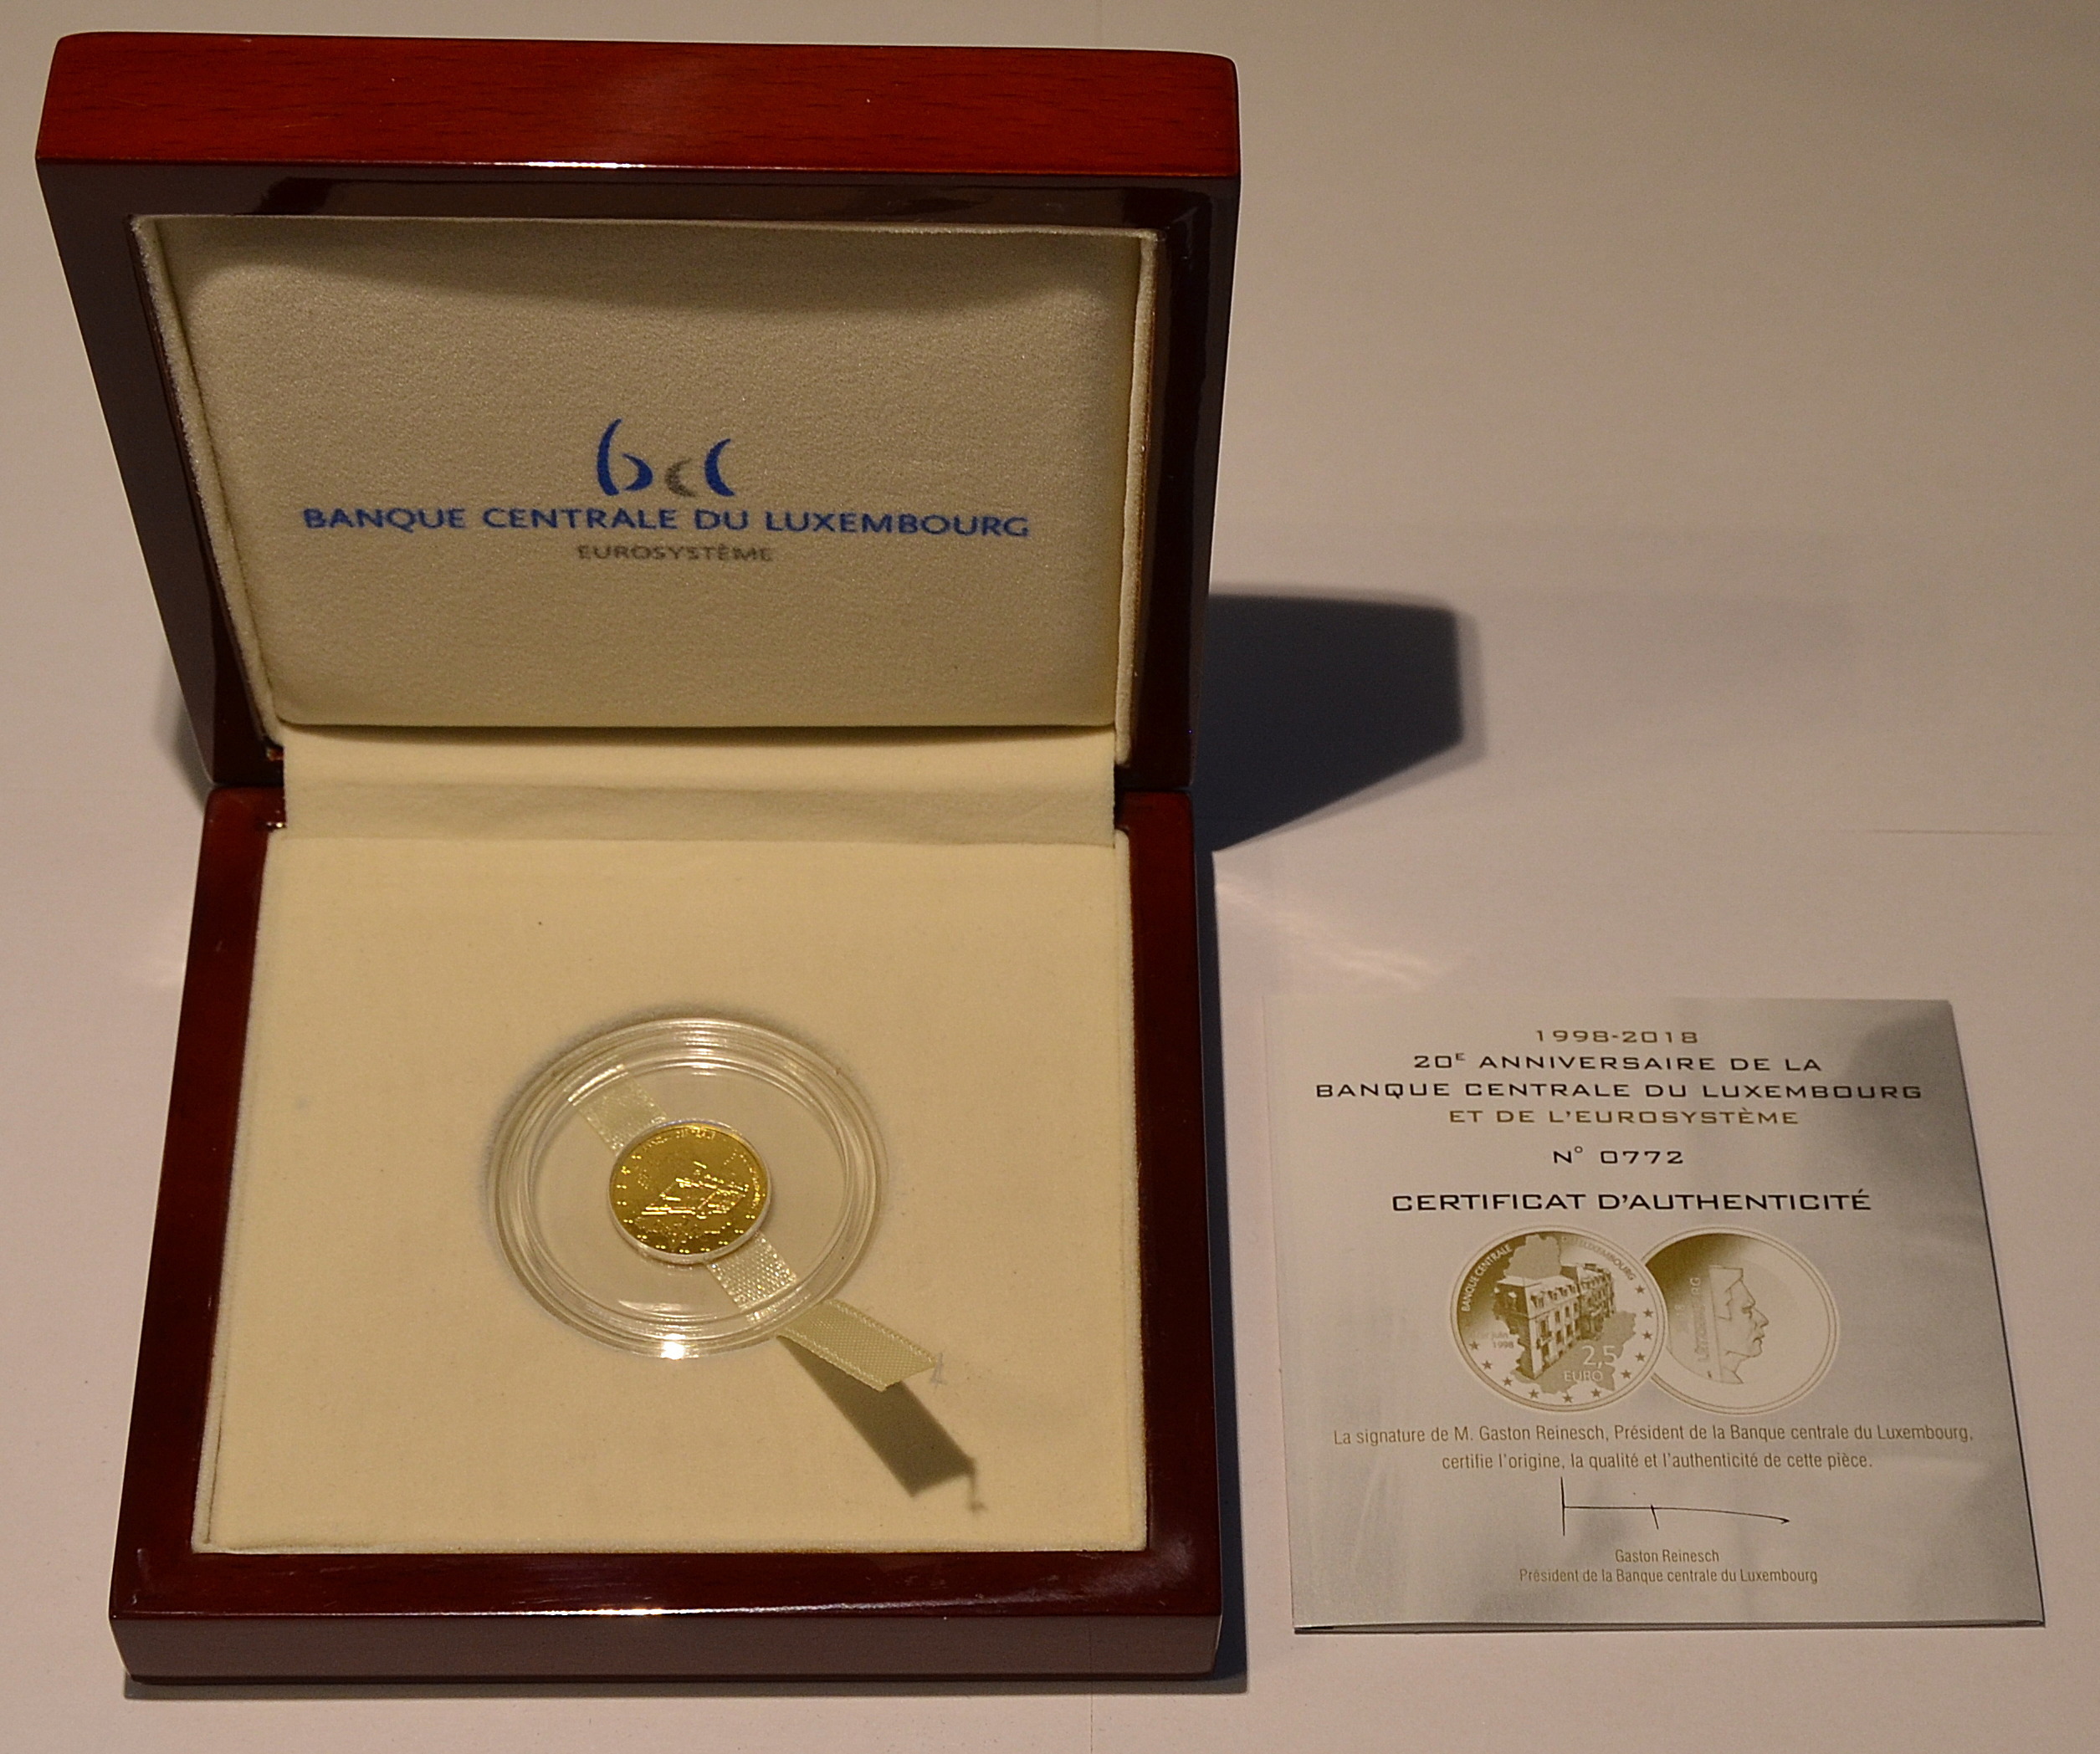 bcl
BANQUE CENTRALE DU LUXEMBOURG
EUROSYSTÈME
1998-2018
20E ANNIVERSAIRE DE LA
BANQUE CENTRALE DU LUXEMBOURG
ET DE L'EUROSYSTÈME
N° 0772
CERTIFICAT D'AUTHENTICITÉ
BANQUE CENTRALE DU LUXEMBOURG
1998
2,5
EURO
La signature de M. Gaston Reinesch, Président de la Banque centrale du Luxembourg,
certifie l'origine, la qualité et l'authenticité de cette pièce.
Gaston Reinesch
Président de la Banque centrale du Luxembourg